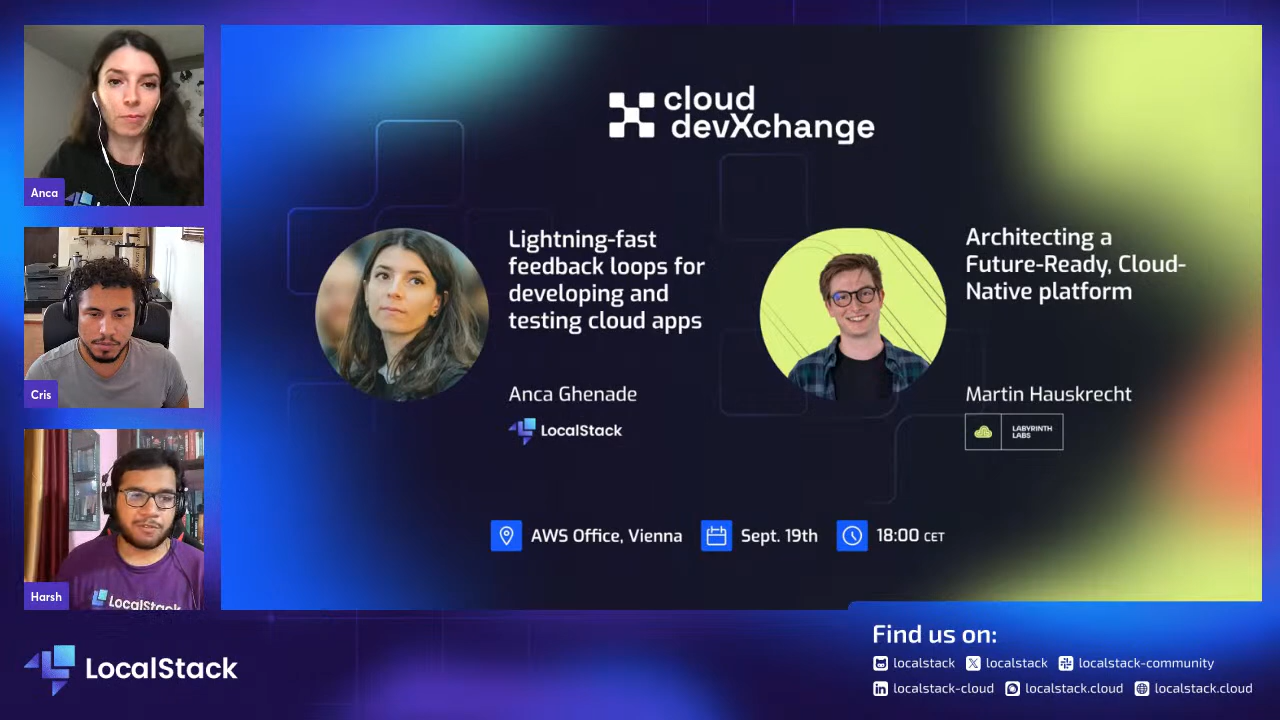 Anca
Cris
Harsh
LocalStack
cloud
devXchange
Lightning-fast
feedback loops for
developing and
testing cloud apps
Anca Ghenade
LocalStack
Architecting a
Future-Ready, Cloud-
Native platform
Martin Hauskrecht
LABYRINTH
LABS
AWS Office, Vienna
Sept. 19th
18:00 CET
LocalStack
Find us on:
localstack localstack localstack-community
localstack-cloud localstack.cloud localstack.cloud